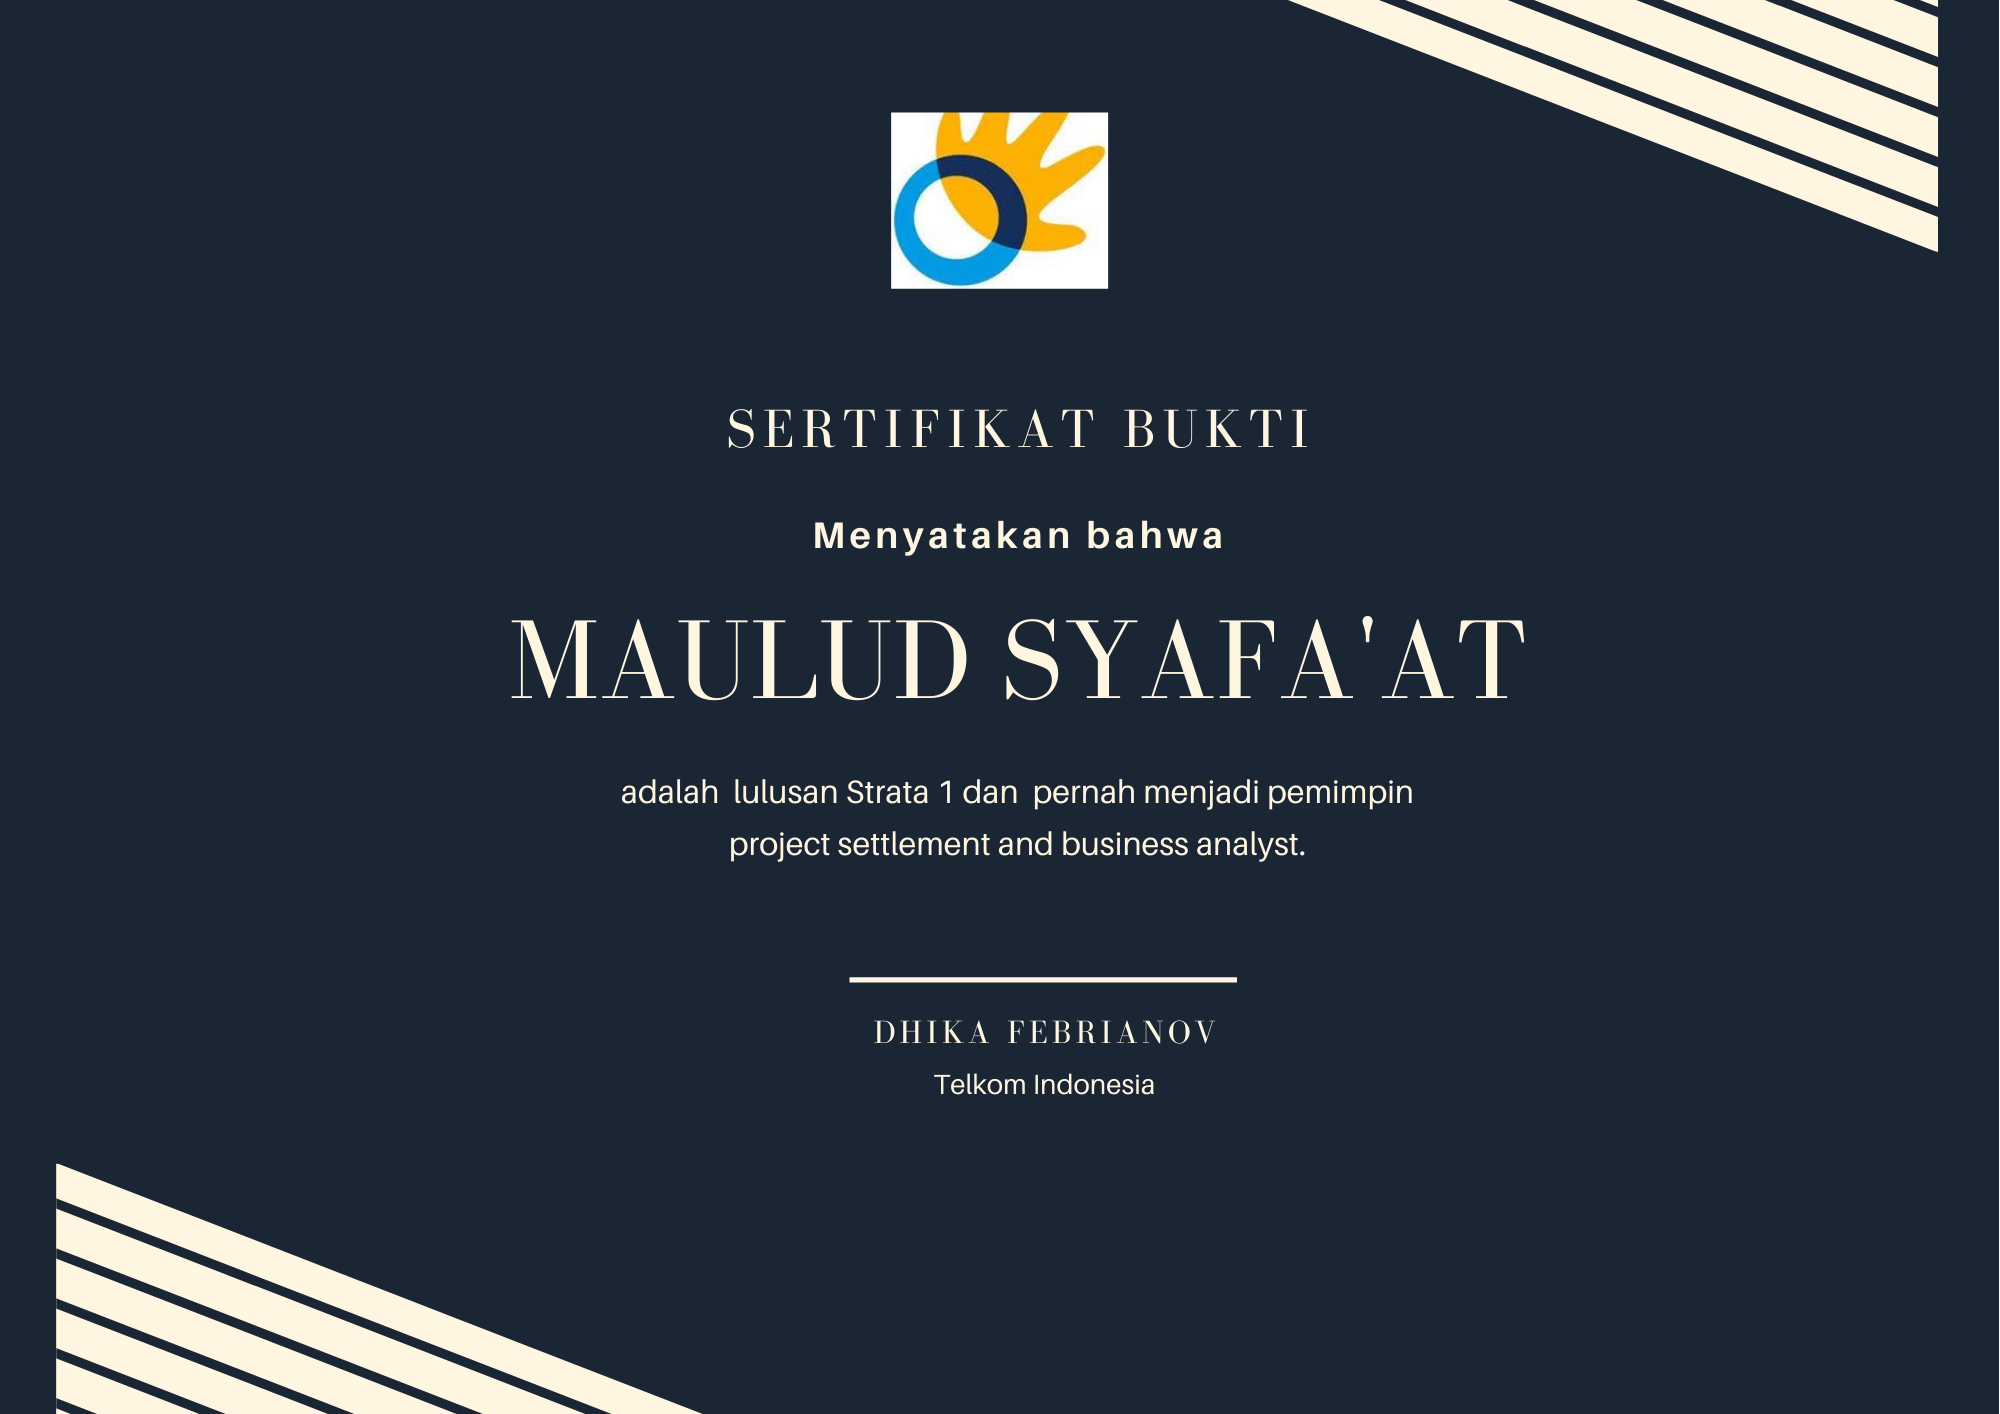 SERTIFIKAT BUKTI
Menyatakan bahwa
MAULUD SYAFA'AT
adalah lulusan Strata 1 dan pernah menjadi pemimpin
project settlement and business analyst.
DHIKA FEBRIANOV
Telkom Indonesia